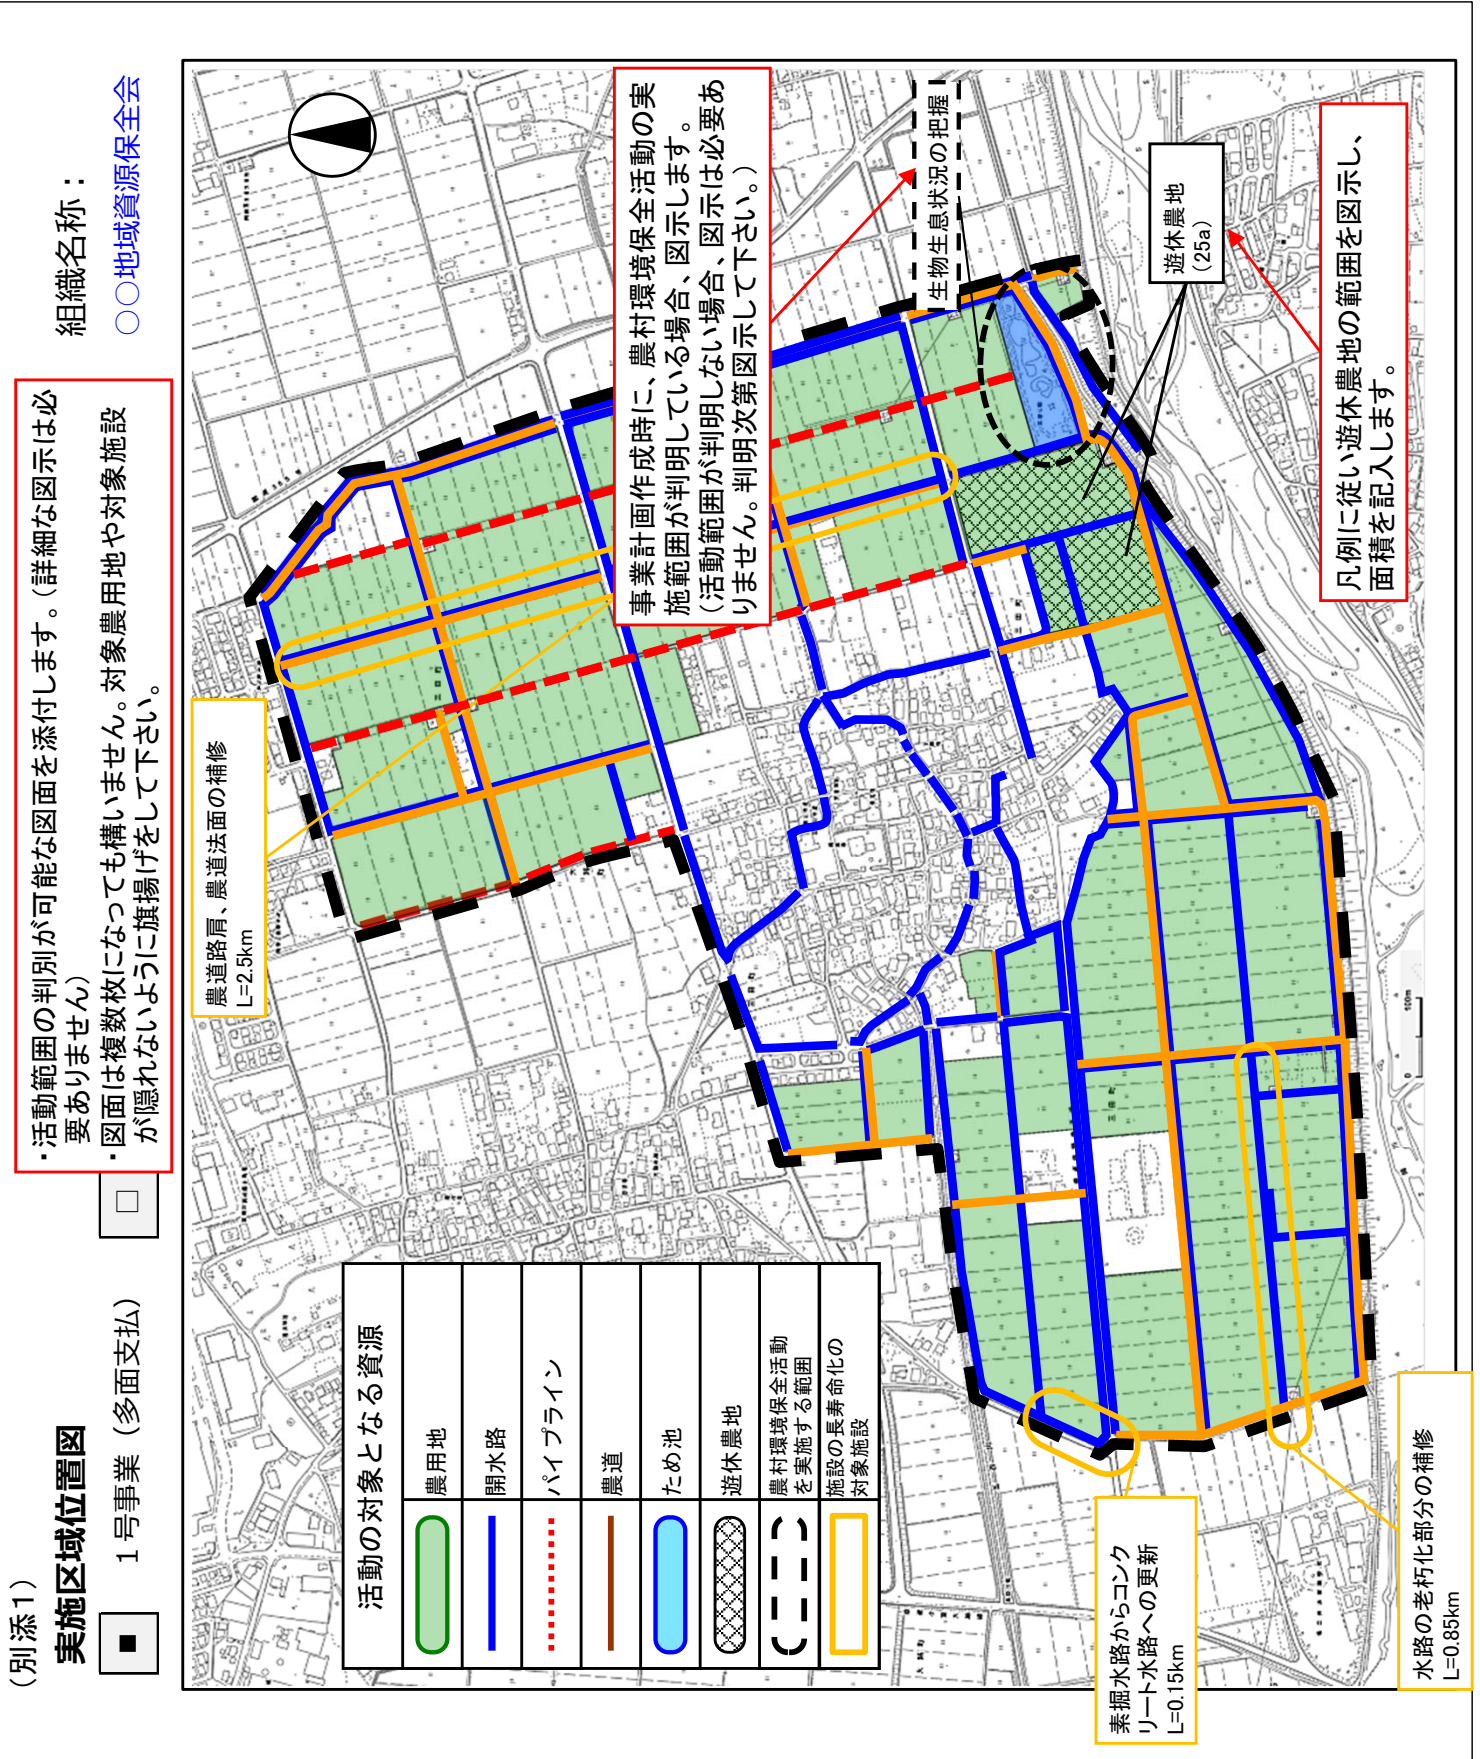 （別添１）
実施区域位置図
■
１号事業（多面支払）
□
・活動範囲の判別が可能な図面を添付します。（詳細な図示は必
要ありません）
・図面は複数枚になっても構いません。対象農用地や対象施設
が隠れないように旗揚げをして下さい。
組織名称：
○○地域資源保全会
活動の対象となる資源
農用地
開水路
パイプライン
農道
ため池
遊休農地
農村環境保全活動
を実施する範囲
施設の長寿命化の
対象施設
農道路肩、農道法面の補修
L=2.5km
事業計画作成時に、農村環境保全活動の実
施範囲が判明している場合、図示します。
（活動範囲が判明しない場合、図示は必要あ
りません。判明次第図示して下さい。）
生物生息状況の把握
遊休農地
（25a）
凡例に従い遊休農地の範囲を図示し、
面積を記入します。
素掘水路からコンク
リート水路への更新
L=0.15km
水路の老朽化部分の補修
L=0.85km
0 100m